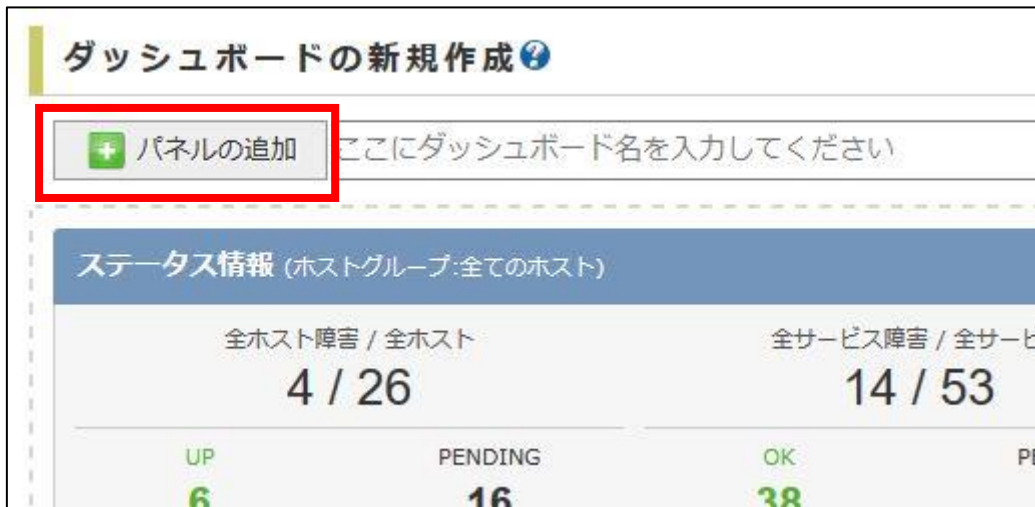 ダッシュボードの新規作成?
パネルの追加 ここにダッシュボード名を入力してください
ステータス情報 (ホストグループ:全てのホスト)
全ホスト障害 / 全ホスト 全サービス障害 / 全サービ
4 / 26 14 / 53
UP PENDING OK PE
6 16 38